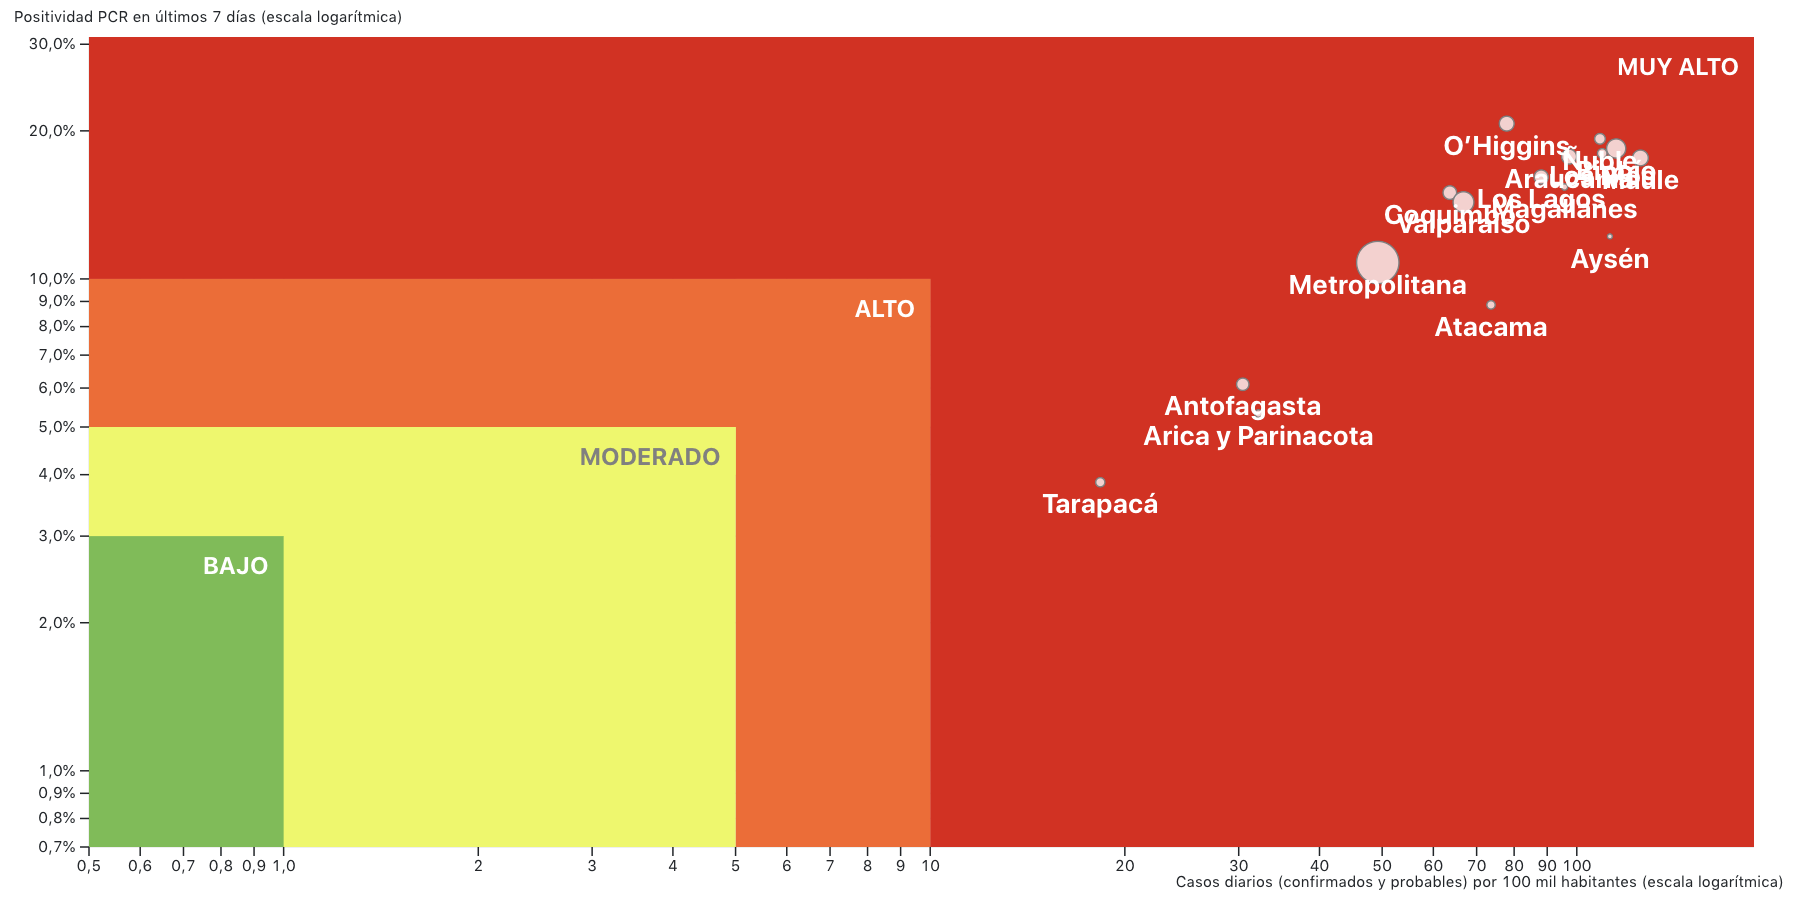 Positividad PCR en últimos 7 días (escala logarítmica)
30,0%
20,0%
10,0%
9,0%
8,0%
7,0%
6,0%
5,0%
4,0%
3,0%
2,0%
1,0%
0,9%
0,8%
0,7%
MUY ALTO
ALTO
MODERADO
BAJO
O’Higgins
Ñuble
Araucanía
Maule
Los Lagos
Magallanes
Coquimbo
Valparaíso
Aysén
Metropolitana
Atacama
Antofagasta
Arica y Parinacota
Tarapacá
0,5 0,6 0,7 0,8 0,9 1,0 2 3 4 5 6 7 8 9 10 20 30 40 50 60 70 80 90 100
Casos diarios (confirmados y probables) por 100 mil habitantes (escala logarítmica)